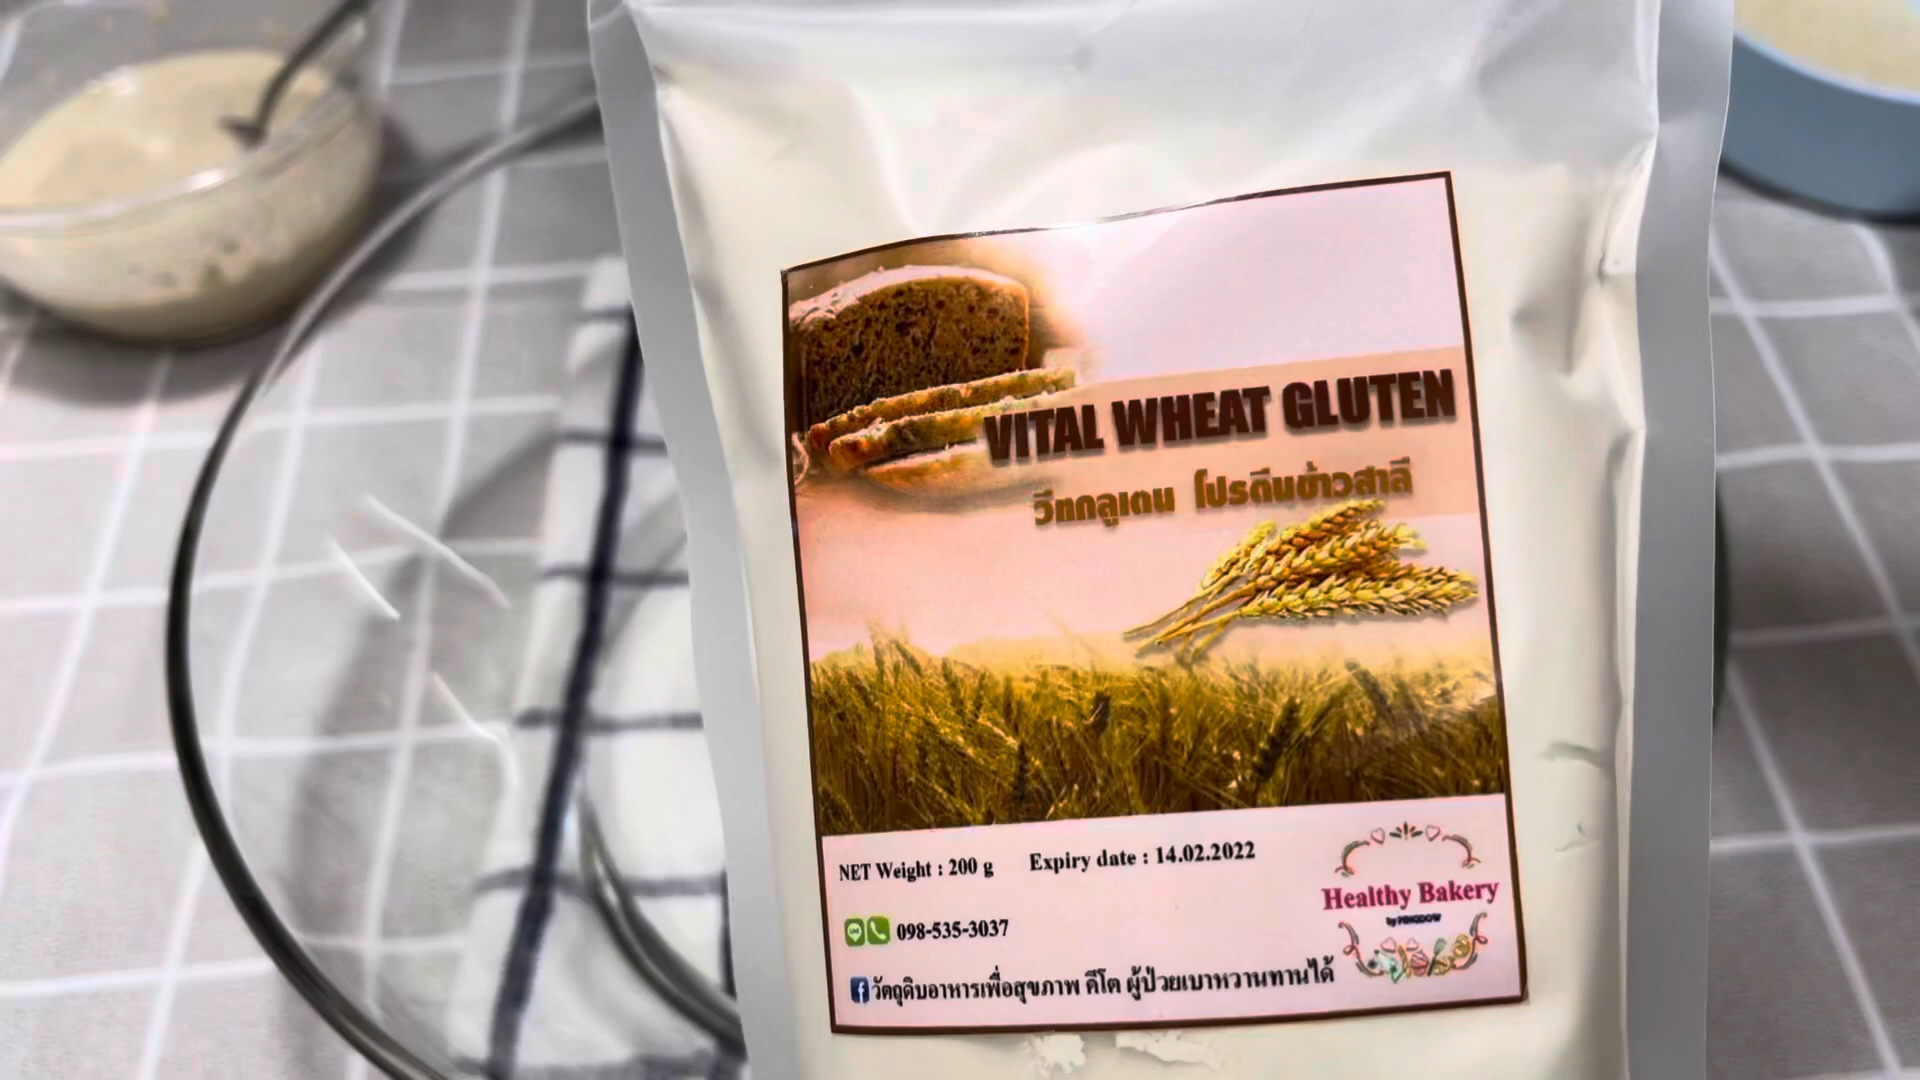 VITAL WHEAT GLUTEN
วีทกลูเตน โปรตีนข้าวสาลี
NET Weight : 200 g Expiry date : 14.02.2022
Healthy Bakery
by PINGDOW
098-535-3037
วัตถุดิบอาหารเพื่อสุขภาพ คีโต ผู้ป่วยเบาหวานทานได้